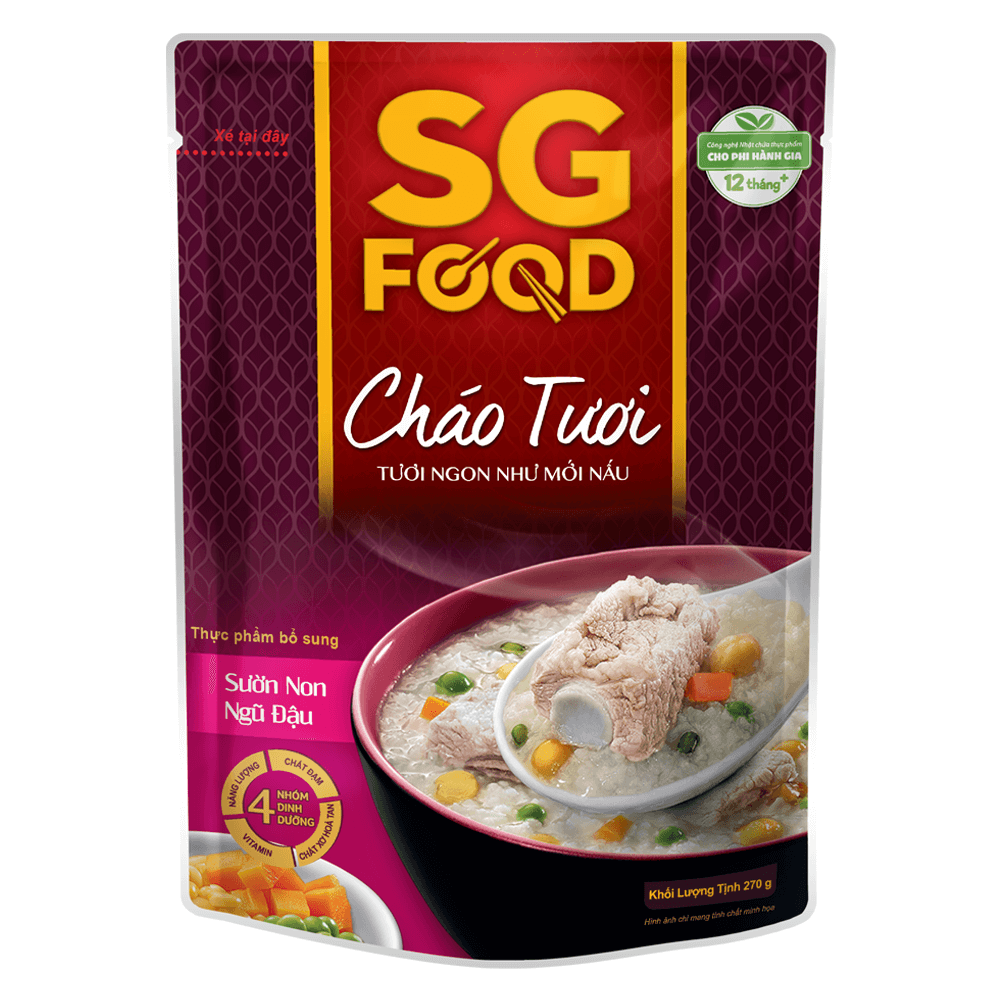 Xé tại đây
SG
FOOD
Công nghệ Nhật chứa thực phẩm
CHO PHI HÀNH GIA
12 tháng+
Cháo Tươi
TƯƠI NGON NHƯ MỚI NẤU
Thực phẩm bổ sung
Sườn Non
Ngũ Đậu
NĂNG LƯỢNG
CHẤT ĐẠM
4 NHÓM
DINH
DƯỠNG
VITAMIN
CHẤT XƠ HOÀ TAN
Khối Lượng Tịnh 270 g
Hình ảnh chỉ mang tính chất minh họa